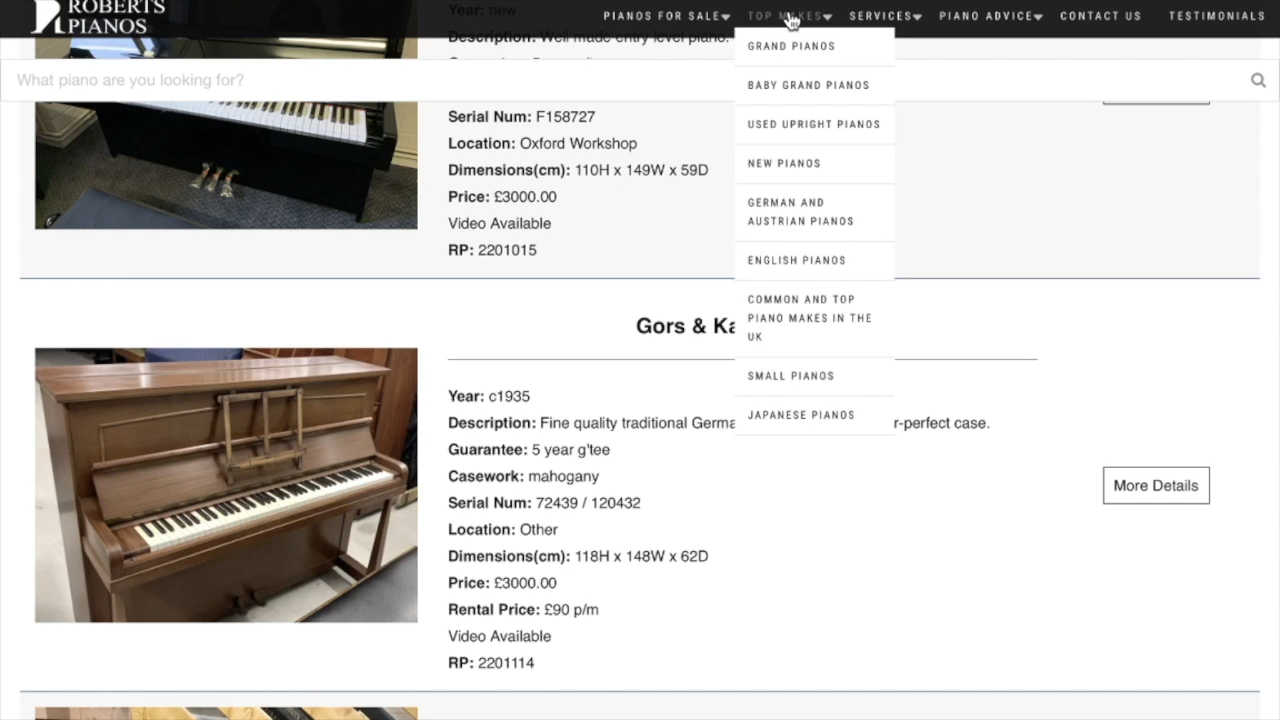 ROBERTS
PIANOS
PIANOS FOR SALE
TOP MAKES
SERVICES
PIANO ADVICE
CONTACT US
TESTIMONIALS
Year: new
Description: Well made entry level piano.
What piano are you looking for?
GRAND PIANOS
BABY GRAND PIANOS
USED UPRIGHT PIANOS
NEW PIANOS
GERMAN AND
AUSTRIAN PIANOS
ENGLISH PIANOS
COMMON AND TOP
PIANO MAKES IN THE
UK
SMALL PIANOS
JAPANESE PIANOS
Serial Num: F158727
Location: Oxford Workshop
Dimensions(cm): 110H x 149W x 59D
Price: £3000.00
Video Available
RP: 2201015
Gors & Ka
Year: c1935
Description: Fine quality traditional Germa r-perfect case.
Guarantee: 5 year g'tee
Casework: mahogany
Serial Num: 72439 / 120432
Location: Other
Dimensions(cm): 118H x 148W x 62D
Price: £3000.00
Rental Price: £90 p/m
Video Available
RP: 2201114
More Details